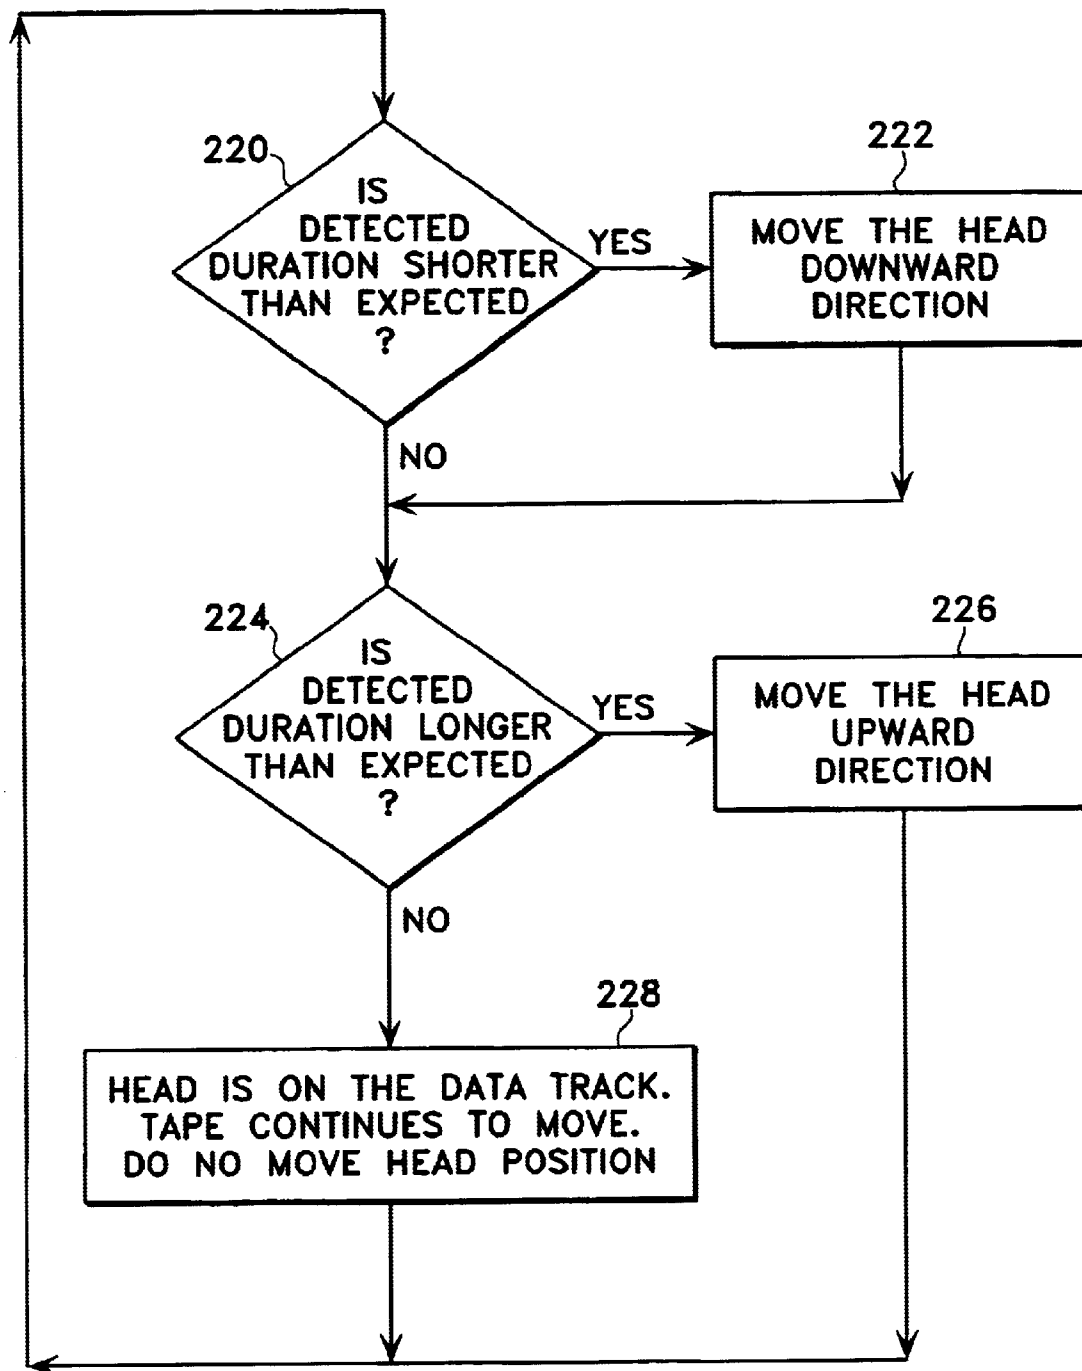 220
IS
DETECTED
DURATION SHORTER
THAN EXPECTED
?
YES
222
MOVE THE HEAD
DOWNWARD
DIRECTION
NO
224
IS
DETECTED
DURATION LONGER
THAN EXPECTED
?
YES
226
MOVE THE HEAD
UPWARD
DIRECTION
NO
228
HEAD IS ON THE DATA TRACK.
TAPE CONTINUES TO MOVE.
DO NO MOVE HEAD POSITION